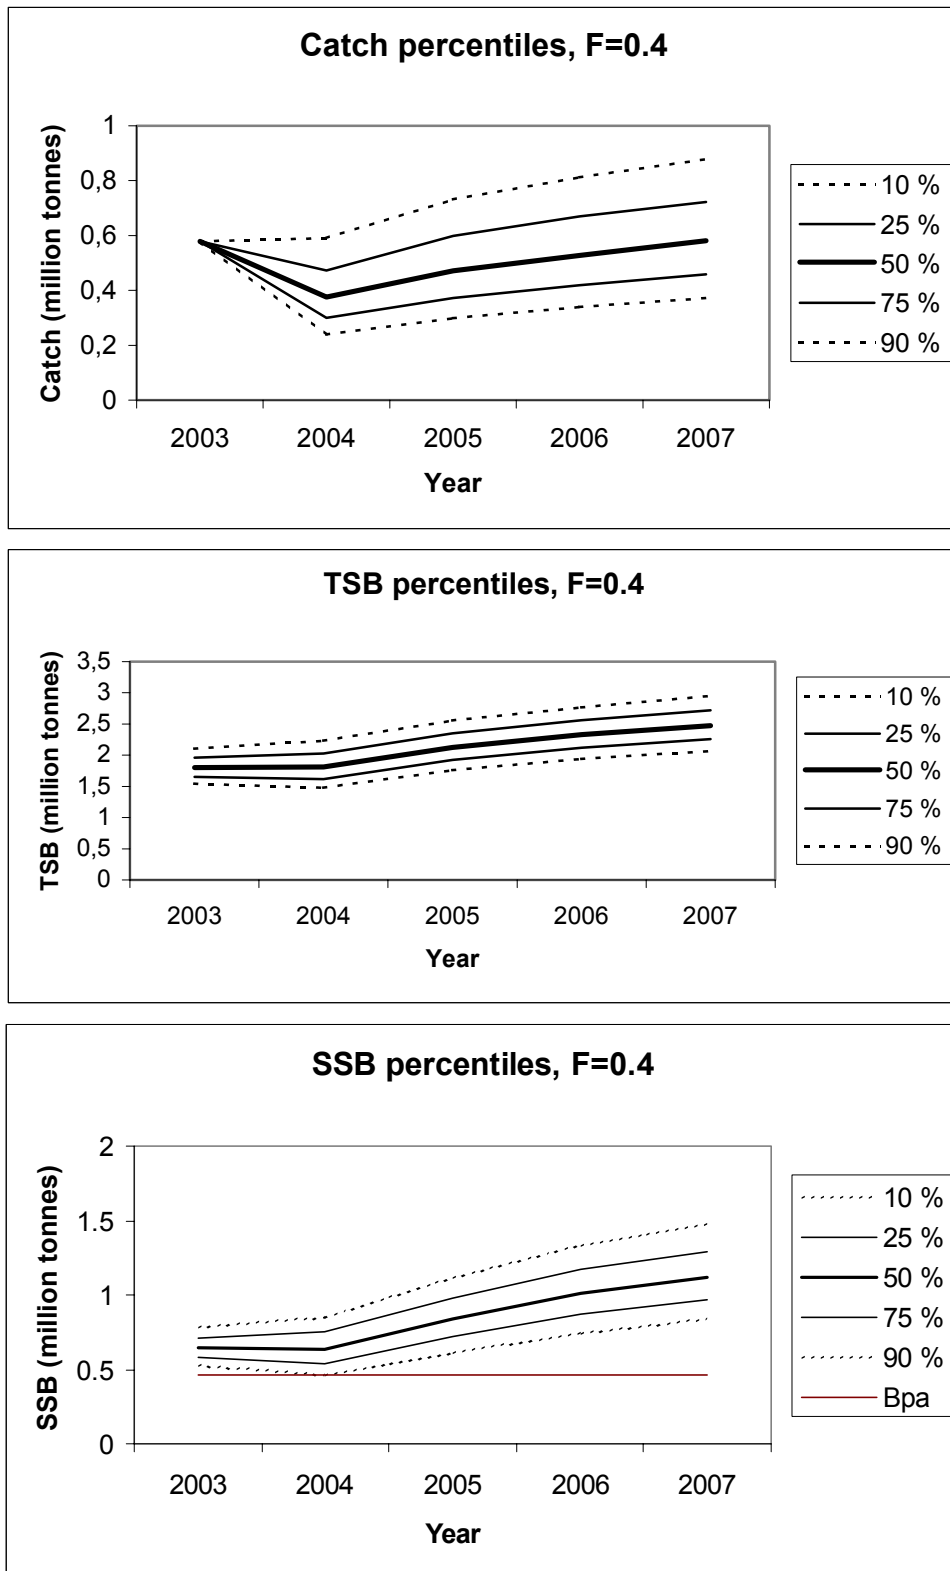 Catch percentiles, F=0.4
Catch (million tonnes)
1
0,8
0,6
0,4
0,2
0
2003 2004 2005 2006 2007
Year
10 %
25 %
50 %
75 %
90 %
TSB percentiles, F=0.4
TSB (million tonnes)
3,5
3
2,5
2
1,5
1
0,5
0
2003 2004 2005 2006 2007
Year
10 %
25 %
50 %
75 %
90 %
SSB percentiles, F=0.4
SSB (million tonnes)
2
1.5
1
0.5
0
2003 2004 2005 2006 2007
Year
10 %
25 %
50 %
75 %
90 %
Bpa